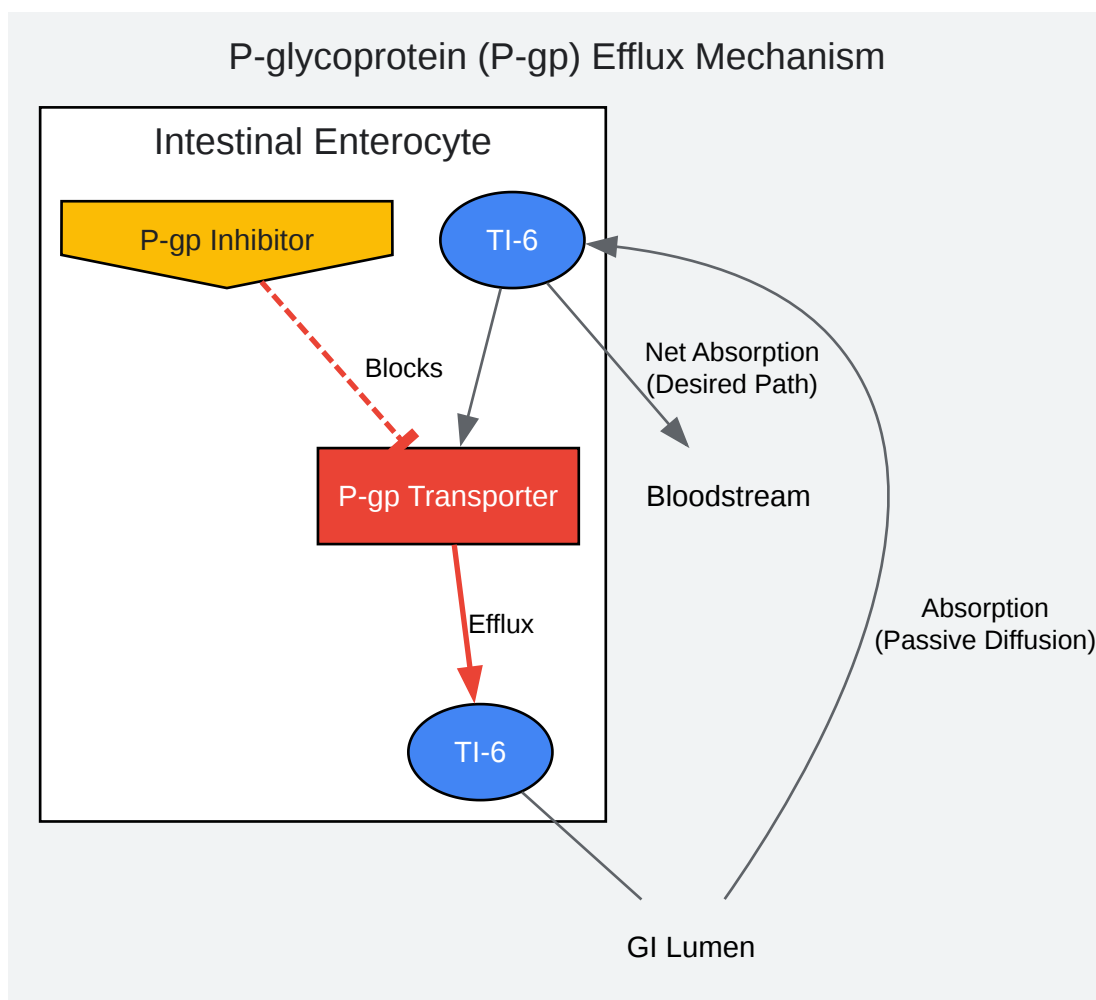 P-glycoprotein (P-gp) Efflux Mechanism
Intestinal Enterocyte
P-gp Inhibitor
TI-6
Blocks
Net Absorption
(Desired Path)
P-gp Transporter
Bloodstream
Efflux
Absorption
(Passive Diffusion)
TI-6
GI Lumen